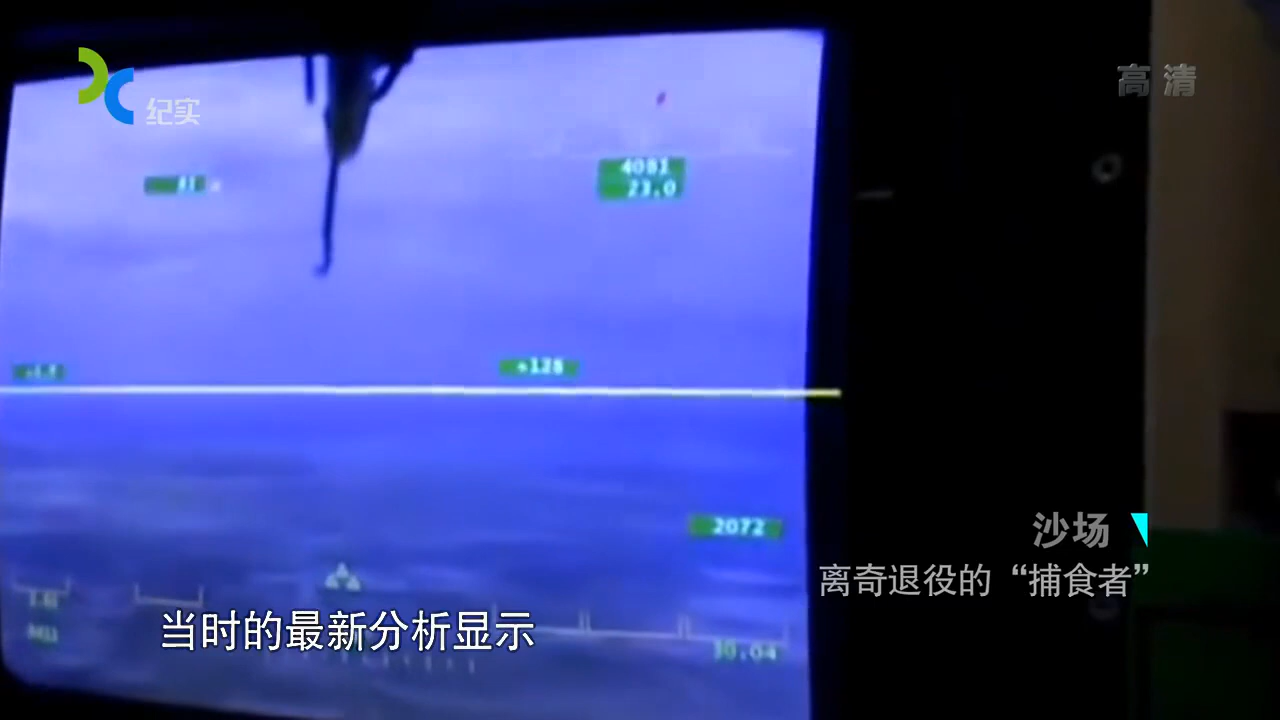 纪实
高清
4081
23.0
+128
2072
30.04
沙场
离奇退役的“捕食者”
当时的最新分析显示